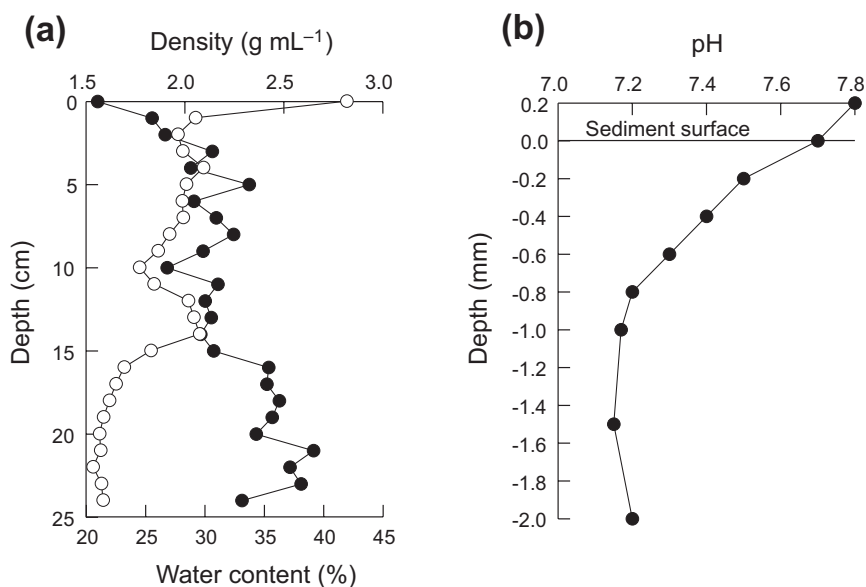 (a)
Density (g mL⁻¹)
1.5 2.0 2.5 3.0
0
5
10
15
20
25
Depth (cm)
20 25 30 35 40 45
Water content (%)
(b)
pH
7.0 7.2 7.4 7.6 7.8
0.2
0.0
-0.2
-0.4
-0.6
-0.8
-1.0
-1.2
-1.4
-1.6
-1.8
-2.0
Sediment surface
Depth (mm)